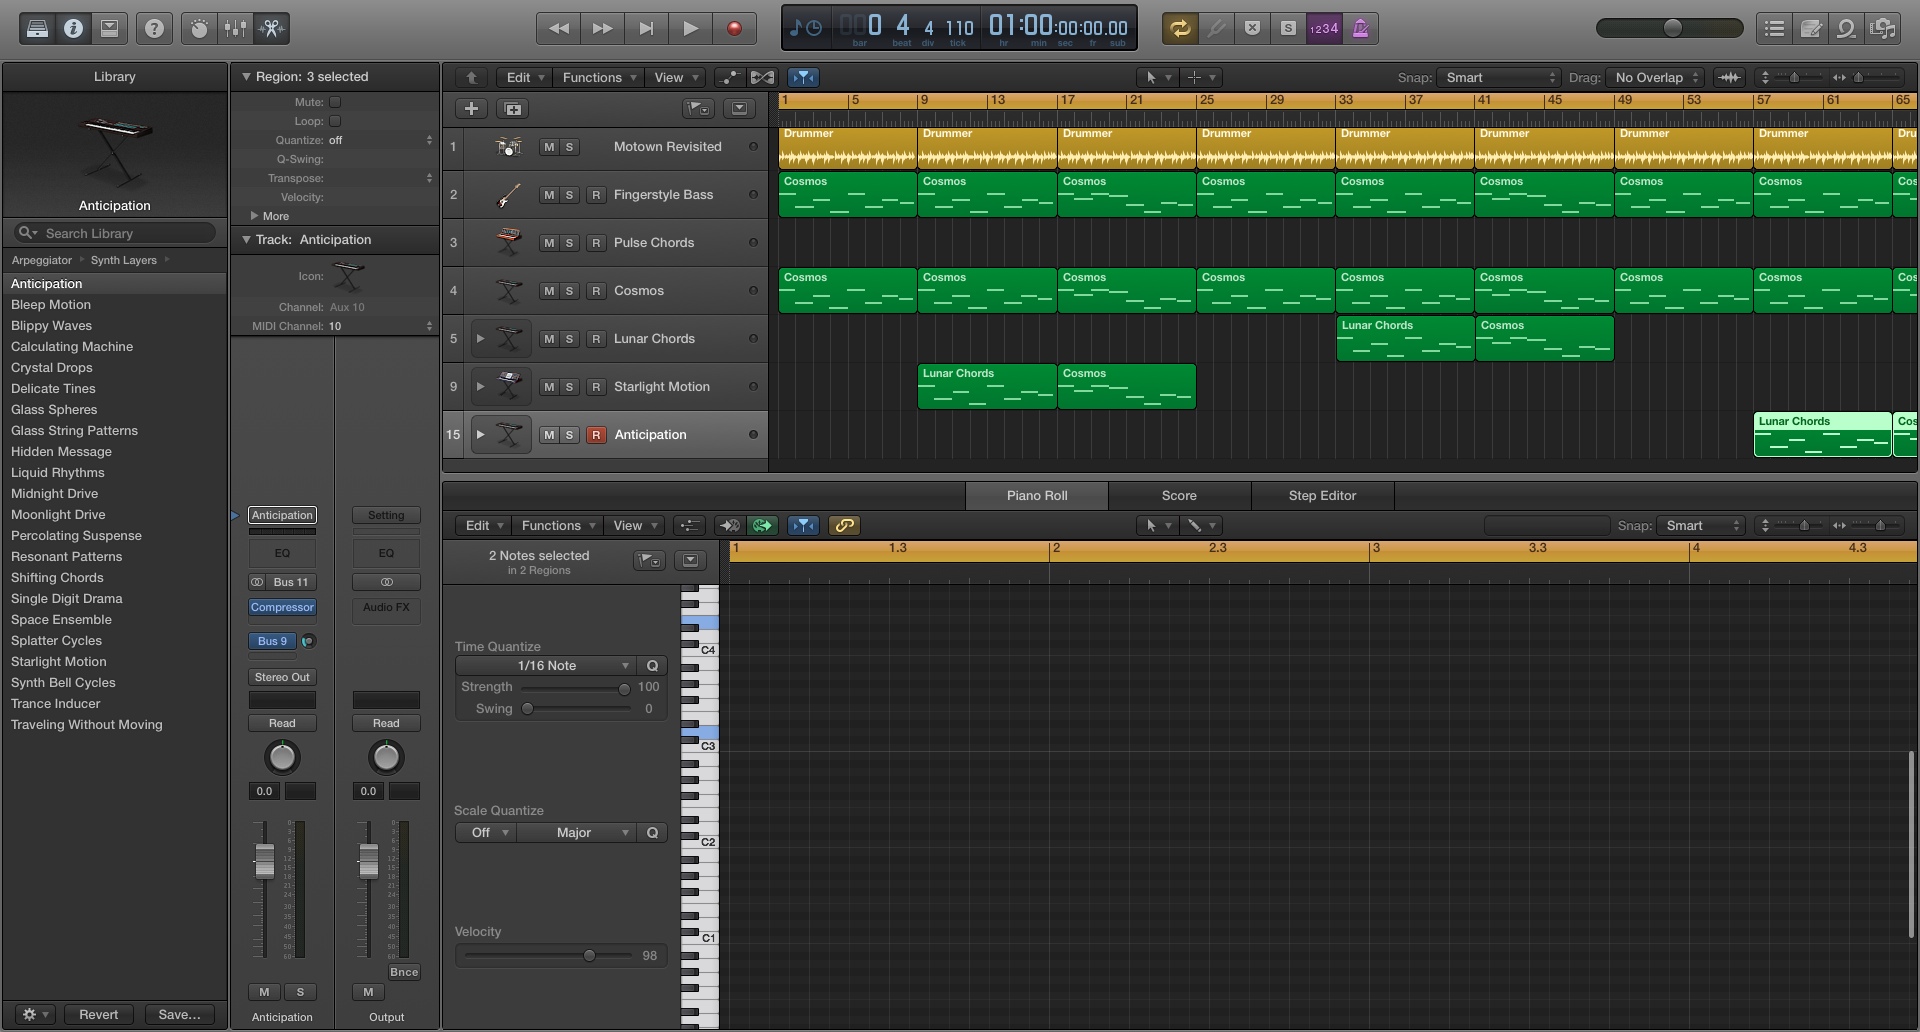 0 4 4 110 01:00:00:00.00
bar beat div tick hr min sec fr sub
S 1234
Library
Region: 3 selected
Edit Functions View
Snap: Smart Drag: No Overlap
Mute:
Loop:
Quantize: off
Q-Swing:
Transpose:
Velocity:
More
Anticipation
Search Library
Arpeggiator Synth Layers
Anticipation
Bleep Motion
Blippy Waves
Calculating Machine
Crystal Drops
Delicate Tines
Glass Spheres
Glass String Patterns
Hidden Message
Liquid Rhythms
Midnight Drive
Moonlight Drive
Percolating Suspense
Resonant Patterns
Shifting Chords
Single Digit Drama
Space Ensemble
Splatter Cycles
Starlight Motion
Synth Bell Cycles
Trance Inducer
Traveling Without Moving
Revert Save...
Track: Anticipation
Icon:
Channel: Aux 10
MIDI Channel: 10
Anticipation Setting
EQ EQ
Bus 11
Compressor Audio FX
Bus 9
Stereo Out
Read Read
0.0 0.0
Bnce
M S M
Anticipation Output
1 5 9 13 17 21 25 29 33 37 41 45 49 53 57 61 65
1 M S Motown Revisited
Drummer Drummer Drummer Drummer Drummer Drummer Drummer Drummer Dru
2 M S R Fingerstyle Bass
Cosmos Cosmos Cosmos Cosmos Cosmos Cosmos Cosmos Cosmos Cos
3 M S R Pulse Chords
4 M S R Cosmos
Cosmos Cosmos Cosmos Cosmos Cosmos Cosmos Cosmos Cosmos Cos
5 M S R Lunar Chords
Lunar Chords Cosmos
9 M S R Starlight Motion
Lunar Chords Cosmos
15 M S R Anticipation
Lunar Chords Cos
Piano Roll Score Step Editor
Edit Functions View
Snap: Smart
2 Notes selected
in 2 Regions
1 1.3 2 2.3 3 3.3 4 4.3
Time Quantize
1/16 Note Q
Strength 100
Swing 0
Scale Quantize
Off Major Q
Velocity
98
C4
C3
C2
C1